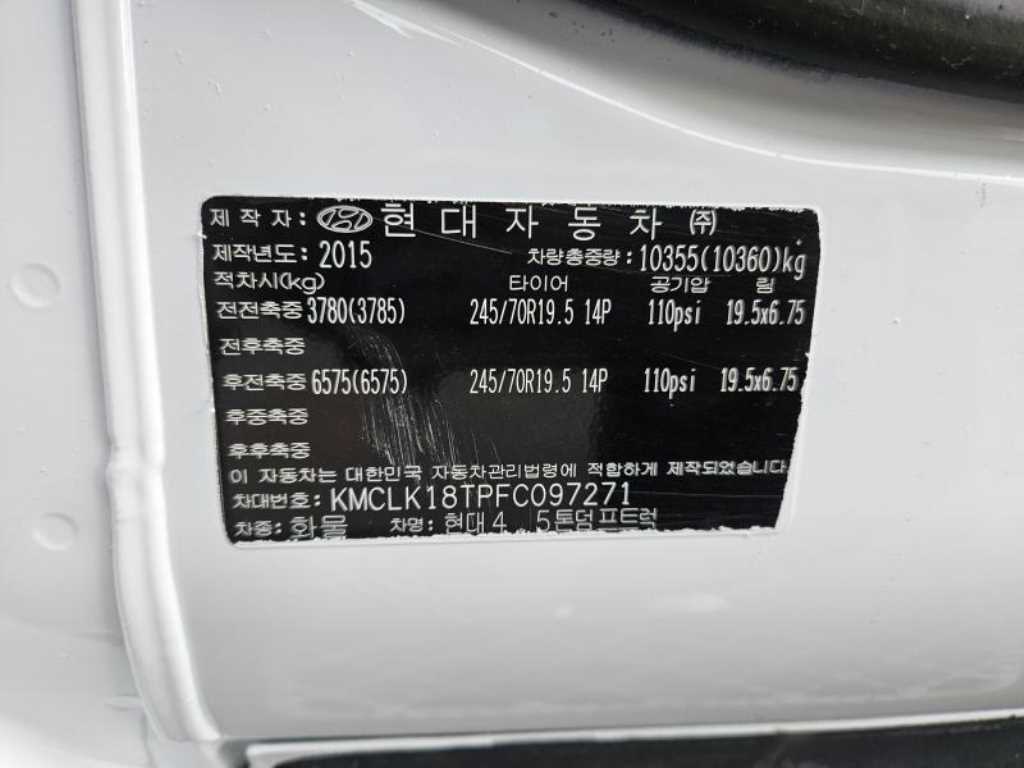 제 작 자: 현 대 자 동 차 ㈜
제작년도: 2015 차량총중량: 10355(10360)kg
적차시(kg) 타이어 공기압 림
전전축중 3780(3785) 245/70R19.5 14P 110psi 19.5x6.75
전후축중
후전축중 6575(6575) 245/70R19.5 14P 110psi 19.5x6.75
후중축중
후후축중
이 자동차는 대한민국 자동차관리법령에 적합하게 제작되었습니다.
차대번호: KMCLK18TPFC097271
차종: 화 물 차명: 현대4.5톤덤프트럭